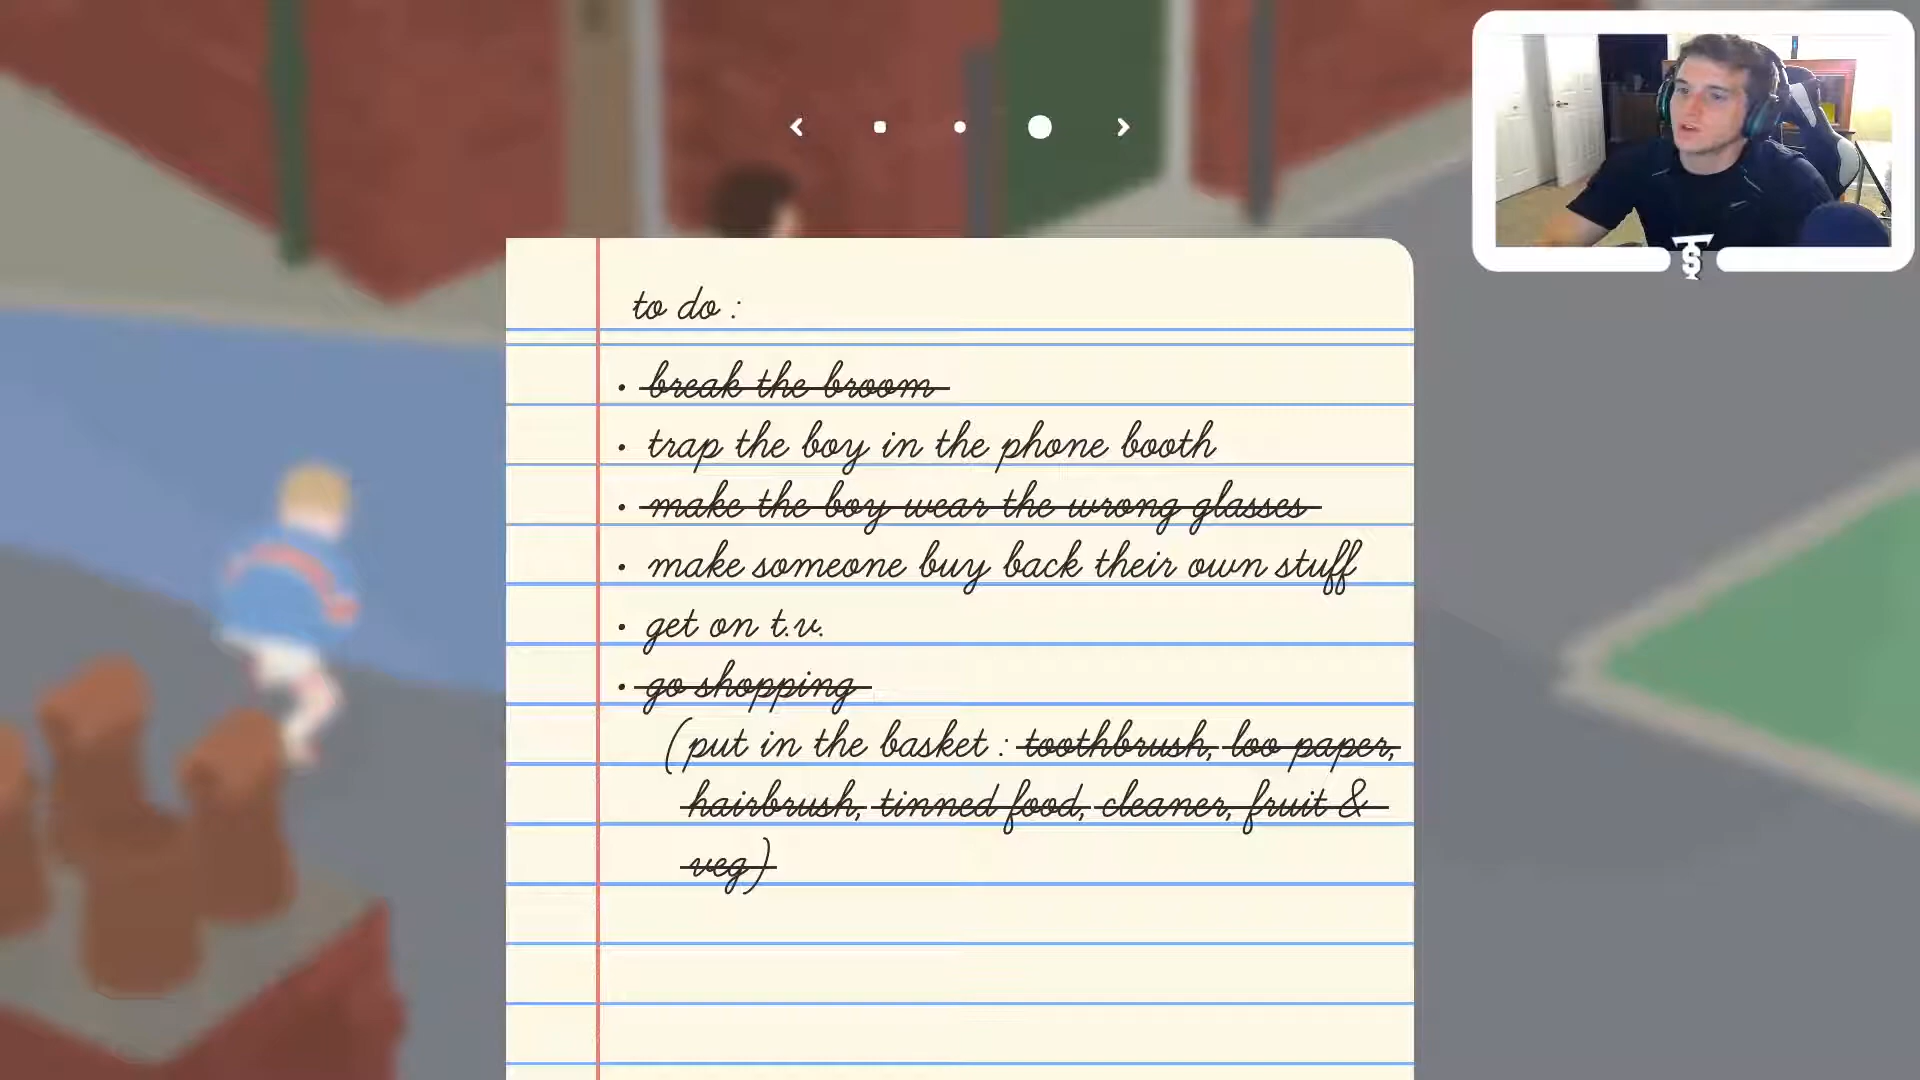 to do :
• break the broom
• trap the boy in the phone booth
• make the boy wear the wrong glasses
• make someone buy back their own stuff
• get on t.v.
• go shopping
(put in the basket : toothbrush, loo paper,
hairbrush, tinned food, cleaner, fruit &
veg)
TS